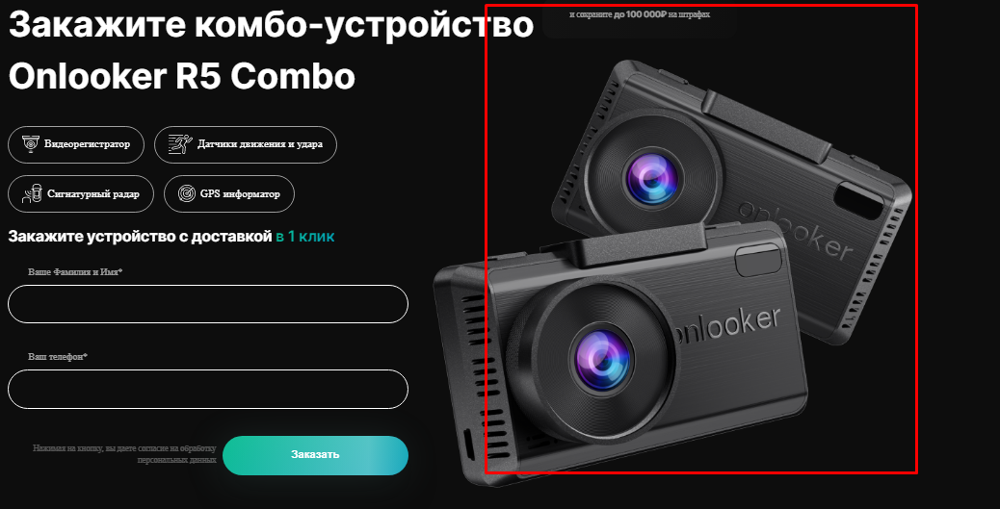 Закажите комбо-устройство
Onlooker R5 Combo
и сохраните до 100 000₽ на штрафах
Видеорегистратор
Датчики движения и удара
Сигнатурный радар
GPS информатор
Закажите устройство с доставкой в 1 клик
Ваше Фамилия и Имя*
Ваш телефон*
Нажимая на кнопку, вы даете согласие на обработку
персональных данных
Заказать
onlooker
onlooker